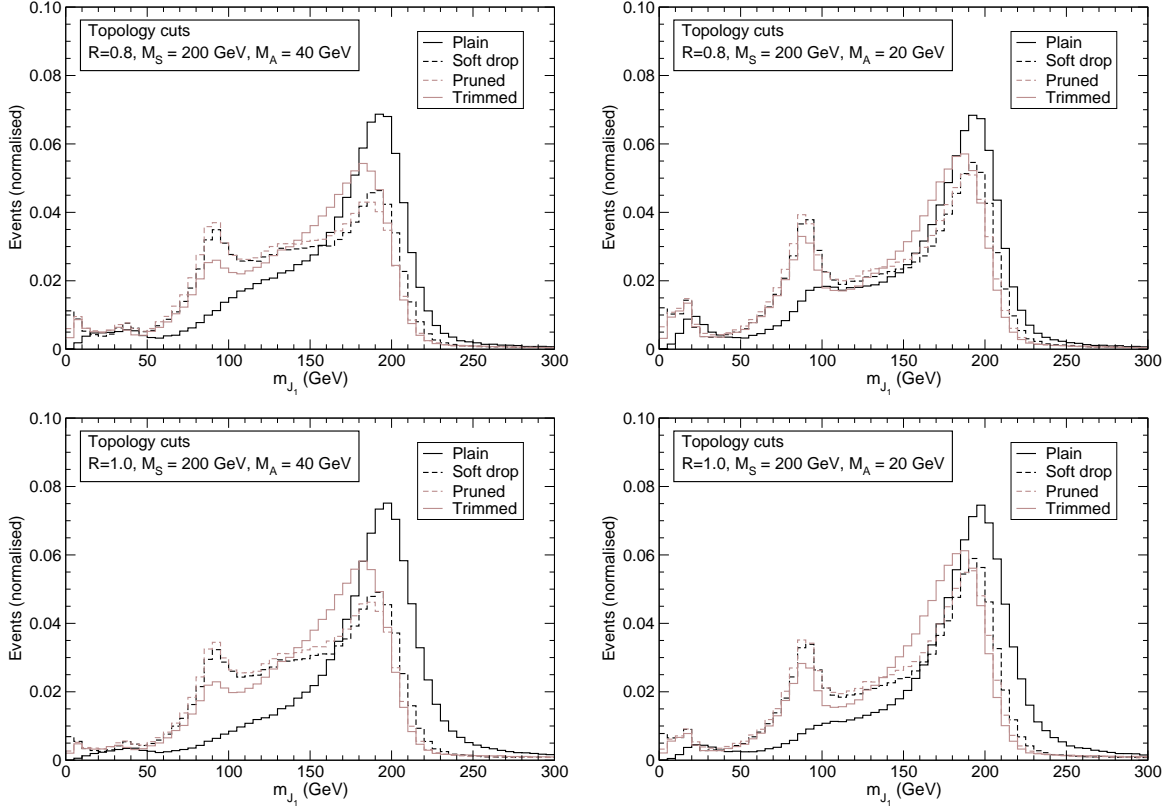 Topology cuts
R=0.8, M_S = 200 GeV, M_A = 40 GeV
Plain
Soft drop
Pruned
Trimmed
Events (normalised)
0.10
0.08
0.06
0.04
0.02
0
0 50 100 150 200 250 300
m_J_1 (GeV)
Topology cuts
R=0.8, M_S = 200 GeV, M_A = 20 GeV
Plain
Soft drop
Pruned
Trimmed
Events (normalised)
0.10
0.08
0.06
0.04
0.02
0
0 50 100 150 200 250 300
m_J_1 (GeV)
Topology cuts
R=1.0, M_S = 200 GeV, M_A = 40 GeV
Plain
Soft drop
Pruned
Trimmed
Events (normalised)
0.10
0.08
0.06
0.04
0.02
0
0 50 100 150 200 250 300
m_J_1 (GeV)
Topology cuts
R=1.0, M_S = 200 GeV, M_A = 20 GeV
Plain
Soft drop
Pruned
Trimmed
Events (normalised)
0.10
0.08
0.06
0.04
0.02
0
0 50 100 150 200 250 300
m_J_1 (GeV)